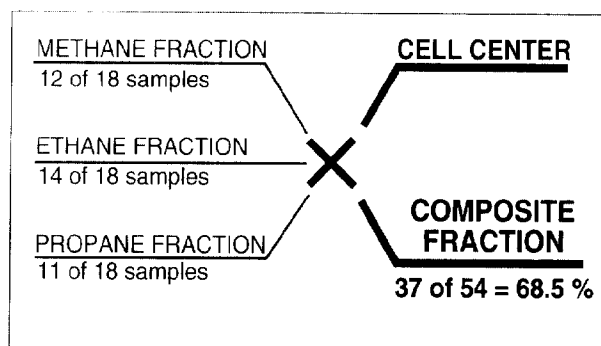 METHANE FRACTION
12 of 18 samples
ETHANE FRACTION
14 of 18 samples
PROPANE FRACTION
11 of 18 samples
CELL CENTER
COMPOSITE
FRACTION
37 of 54 = 68.5 %